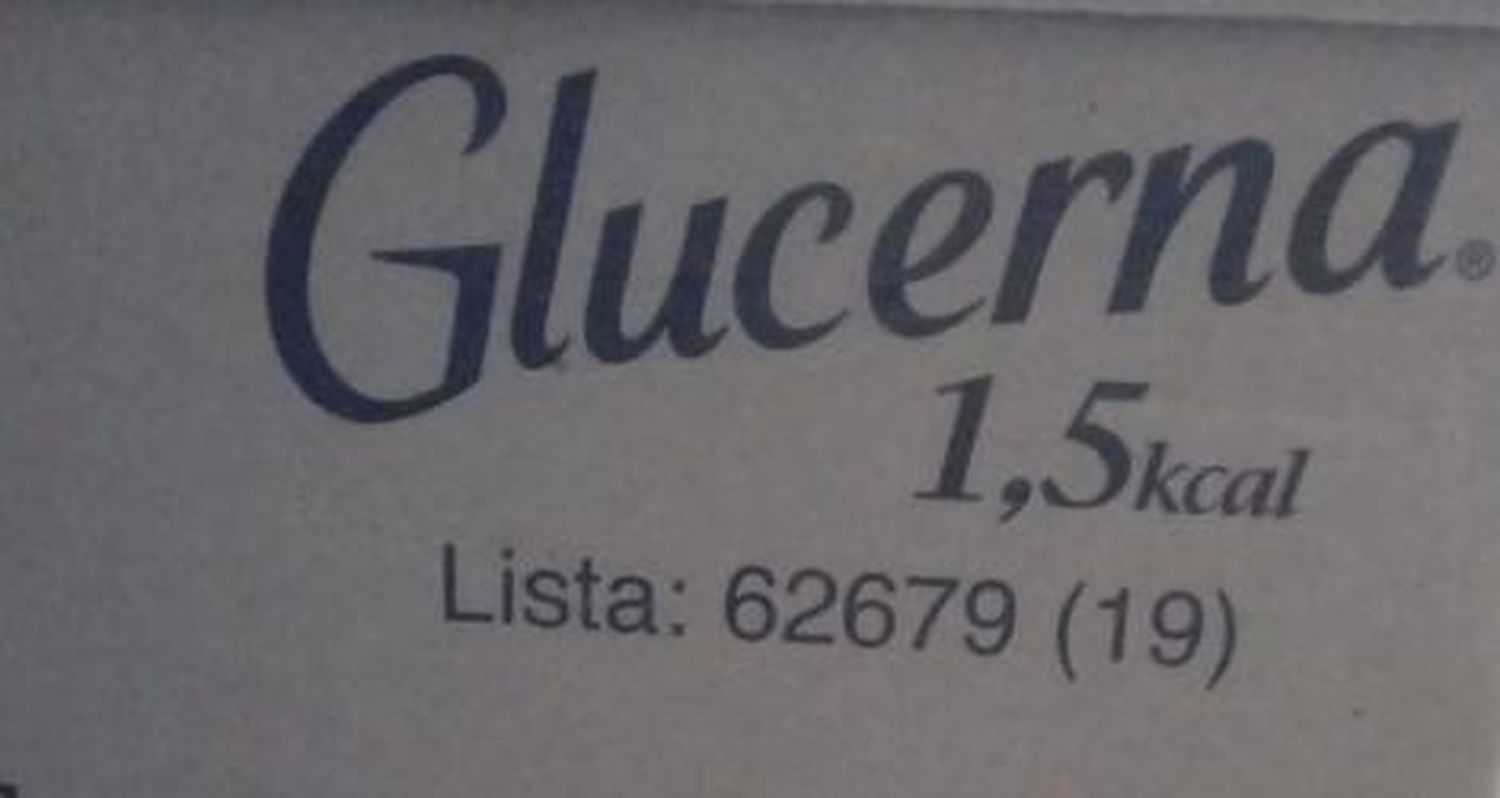 Glucerna®
1,5kcal
Lista: 62679 (19)